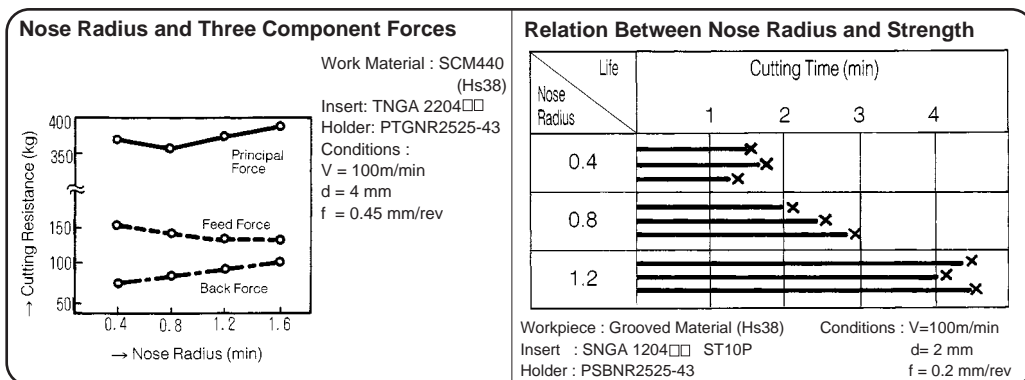 Nose Radius and Three Component Forces
Work Material : SCM440
(Hs38)
Insert: TNGA 2204□□
Holder: PTGNR2525-43
Conditions :
V = 100m/min
d = 4 mm
f = 0.45 mm/rev
→ Cutting Resistance (kg)
400
350
150
100
50
Principal
Force
Feed Force
Back Force
0.4 0.8 1.2 1.6
→ Nose Radius (min)
Relation Between Nose Radius and Strength
Life
Nose
Radius
Cutting Time (min)
1 2 3 4
0.4
0.8
1.2
Workpiece : Grooved Material (Hs38)
Insert : SNGA 1204□□ ST10P
Holder : PSBNR2525-43
Conditions : V=100m/min
d= 2 mm
f = 0.2 mm/rev